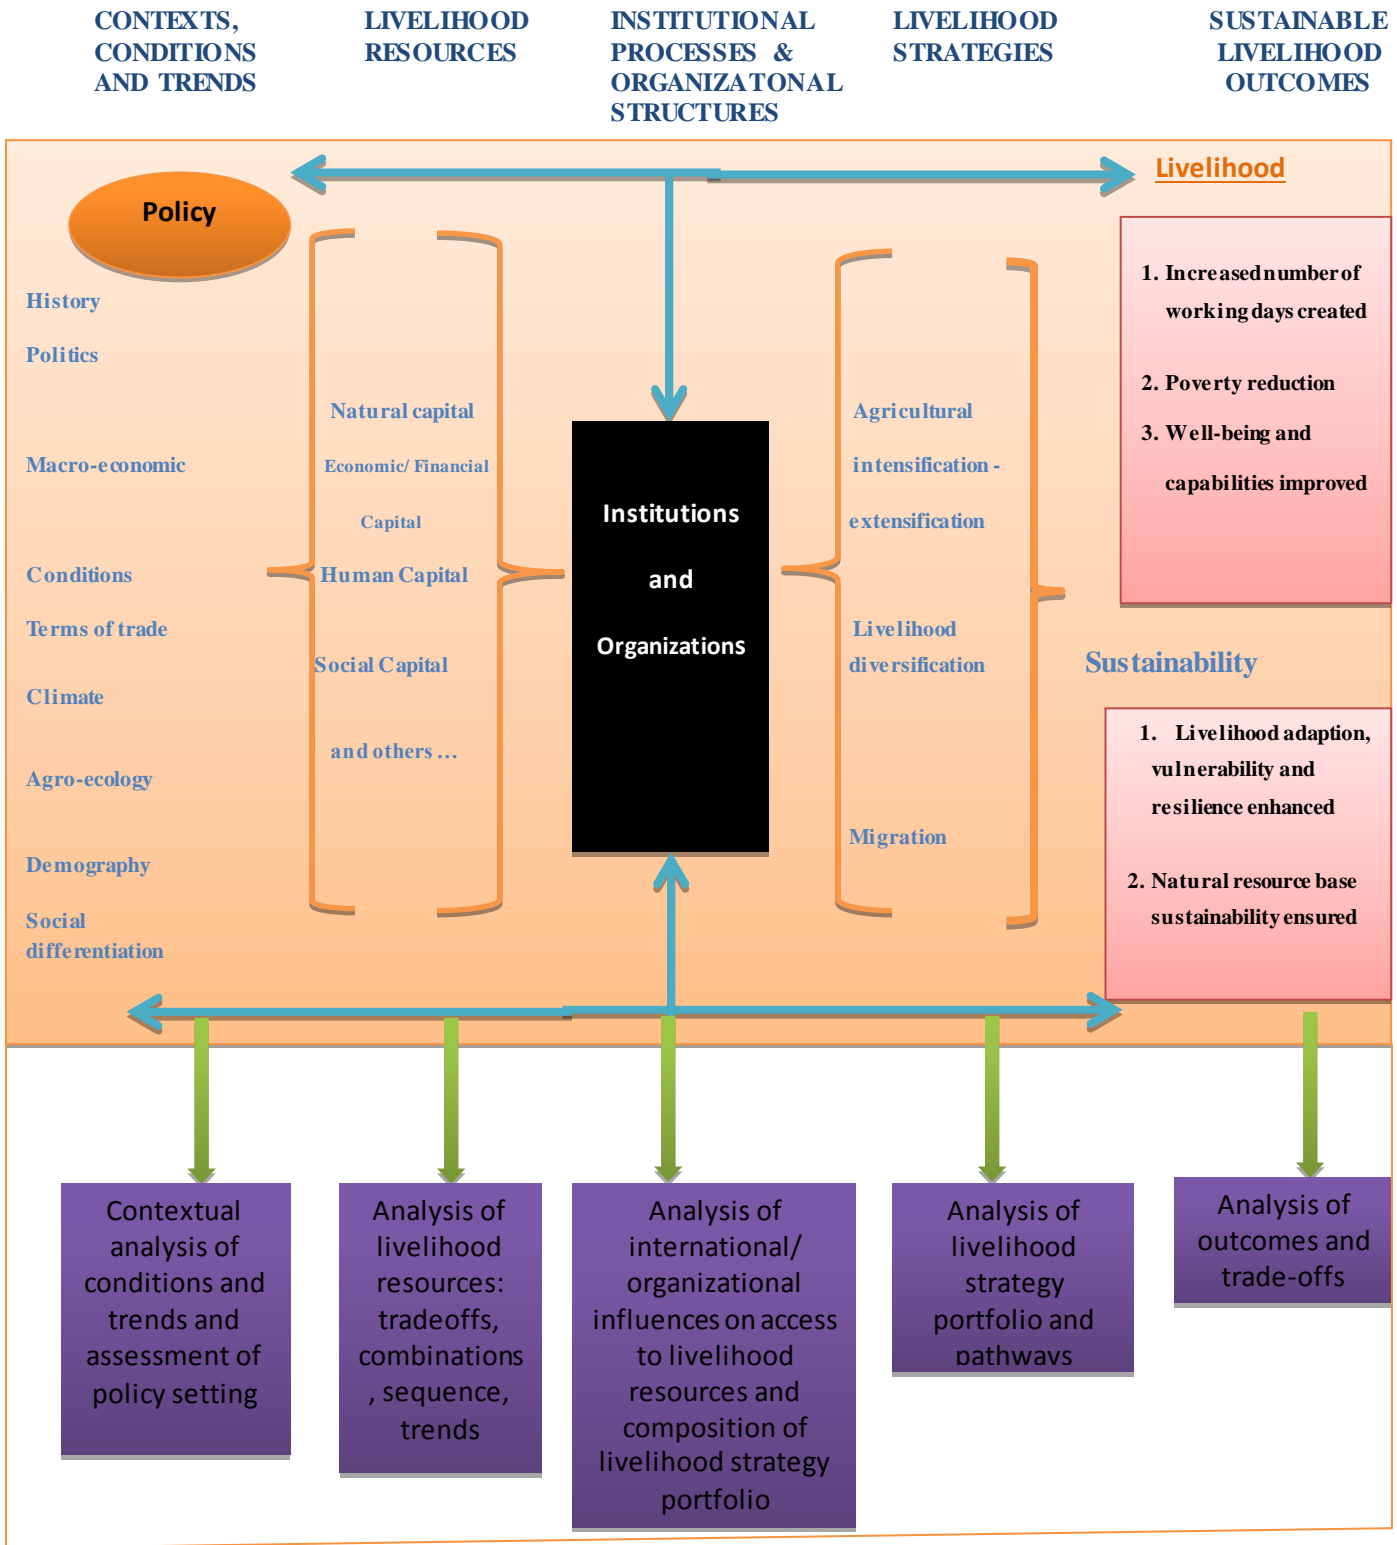 CONTEXTS,
CONDITIONS
AND TRENDS
LIVELIHOOD
RESOURCES
INSTITUTIONAL
PROCESSES &
ORGANIZATONAL
STRUCTURES
LIVELIHOOD
STRATEGIES
SUSTAINABLE
LIVELIHOOD
OUTCOMES
Policy
History
Politics
Macro-economic
Conditions
Terms of trade
Climate
Agro-ecology
Demography
Social
differentiation
Natural capital
Economic/ Financial
Capital
Human Capital
Social Capital
and others ...
Institutions
and
Organizations
Agricultural
intensification -
extensification
Livelihood
diversification
Migration
Livelihood
1. Increased number of
working days created
2. Poverty reduction
3. Well-being and
capabilities improved
Sustainability
1. Livelihood adaption,
vulnerability and
resilience enhanced
2. Natural resource base
sustainability ensured
Contextual
analysis of
conditions and
trends and
assessment of
policy setting
Analysis of
livelihood
resources:
tradeoffs,
combinations
, sequence,
trends
Analysis of
international/
organizational
influences on access
to livelihood
resources and
composition of
livelihood strategy
portfolio
Analysis of
livelihood
strategy
portfolio and
pathways
Analysis of
outcomes and
trade-offs